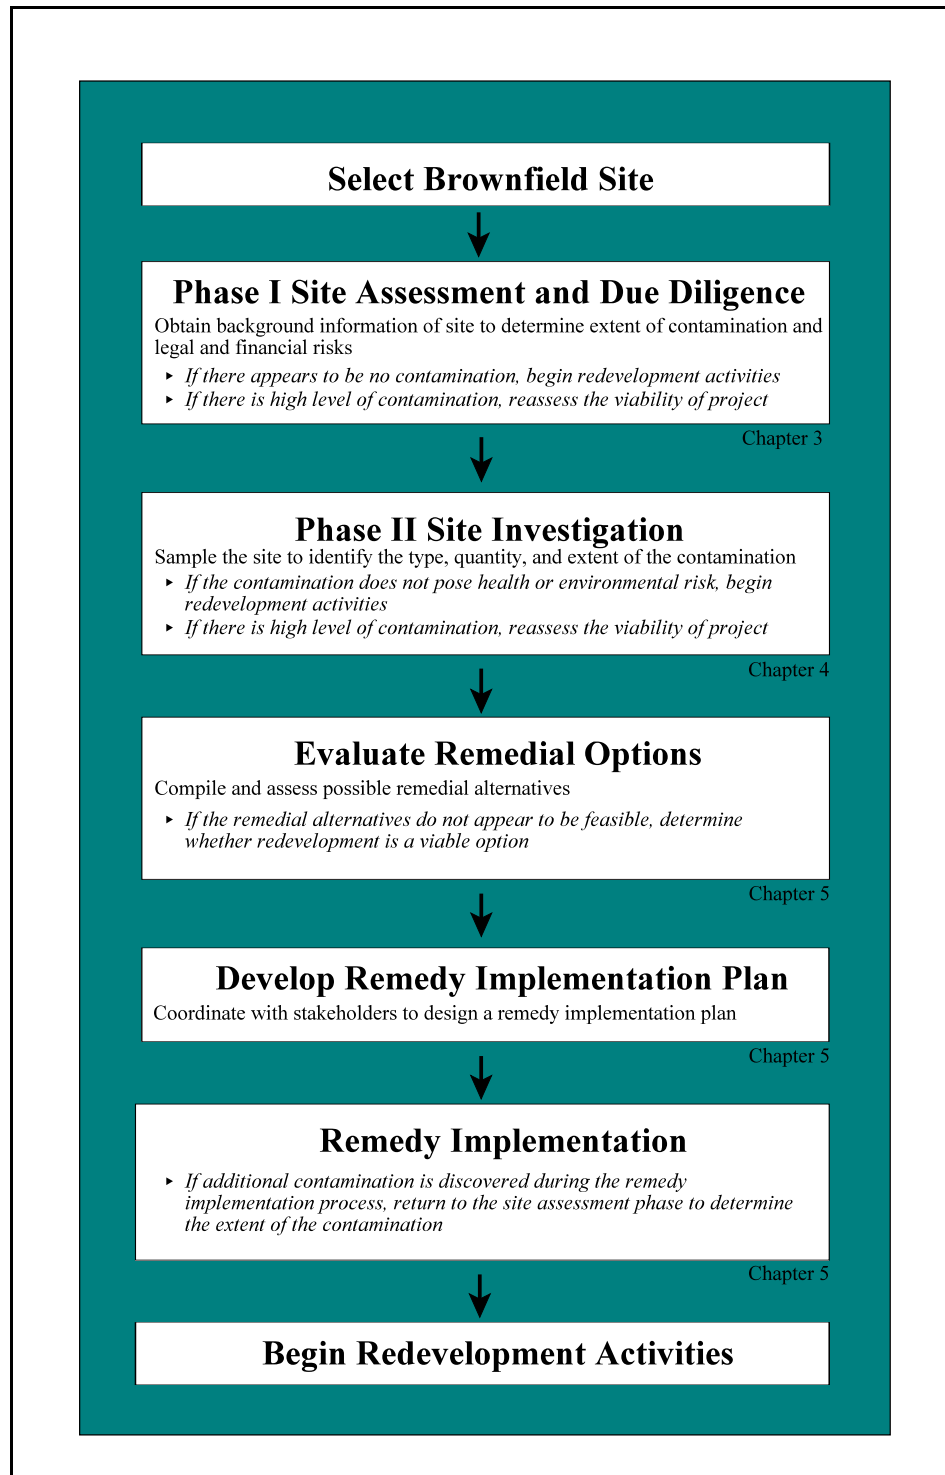 Select Brownfield Site
Phase I Site Assessment and Due Diligence
Obtain background information of site to determine extent of contamination and
legal and financial risks
‣ If there appears to be no contamination, begin redevelopment activities
‣ If there is high level of contamination, reassess the viability of project
Chapter 3
Phase II Site Investigation
Sample the site to identify the type, quantity, and extent of the contamination
‣ If the contamination does not pose health or environmental risk, begin
redevelopment activities
‣ If there is high level of contamination, reassess the viability of project
Chapter 4
Evaluate Remedial Options
Compile and assess possible remedial alternatives
‣ If the remedial alternatives do not appear to be feasible, determine
whether redevelopment is a viable option
Chapter 5
Develop Remedy Implementation Plan
Coordinate with stakeholders to design a remedy implementation plan
Chapter 5
Remedy Implementation
‣ If additional contamination is discovered during the remedy
implementation process, return to the site assessment phase to determine
the extent of the contamination
Chapter 5
Begin Redevelopment Activities